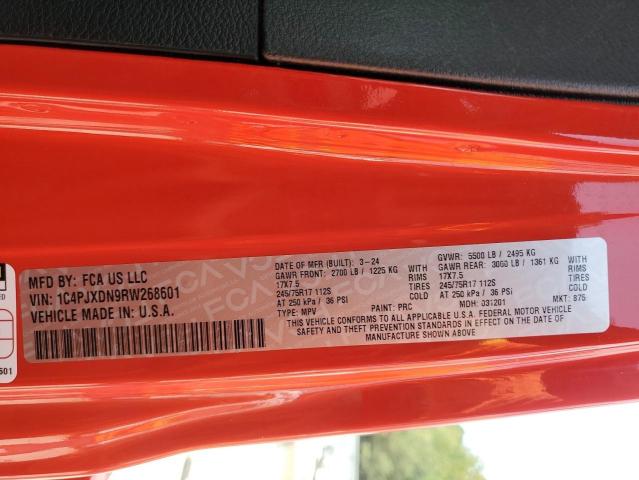 MFD BY: FCA US LLC
VIN: 1C4PJXDN9RW268601
VEHICLE MADE IN: U.S.A.
DATE OF MFR (BUILT): 3-24
GAWR FRONT: 2700 LB / 1225 KG WITH
17X7.5 RIMS
245/75R17 112S TIRES
AT 250 kPa / 36 PSI COLD
TYPE: MPV PAINT: PRC
GVWR: 5500 LB / 2495 KG
GAWR REAR: 3000 LB / 1361 KG WITH
17X7.5 RIMS
245/75R17 112S TIRES
AT 250 kPa / 36 PSI COLD
MDH: 031201 MKT: B75
THIS VEHICLE CONFORMS TO ALL APPLICABLE U.S.A. FEDERAL MOTOR VEHICLE
SAFETY AND THEFT PREVENTION STANDARDS IN EFFECT ON THE DATE OF
MANUFACTURE SHOWN ABOVE.